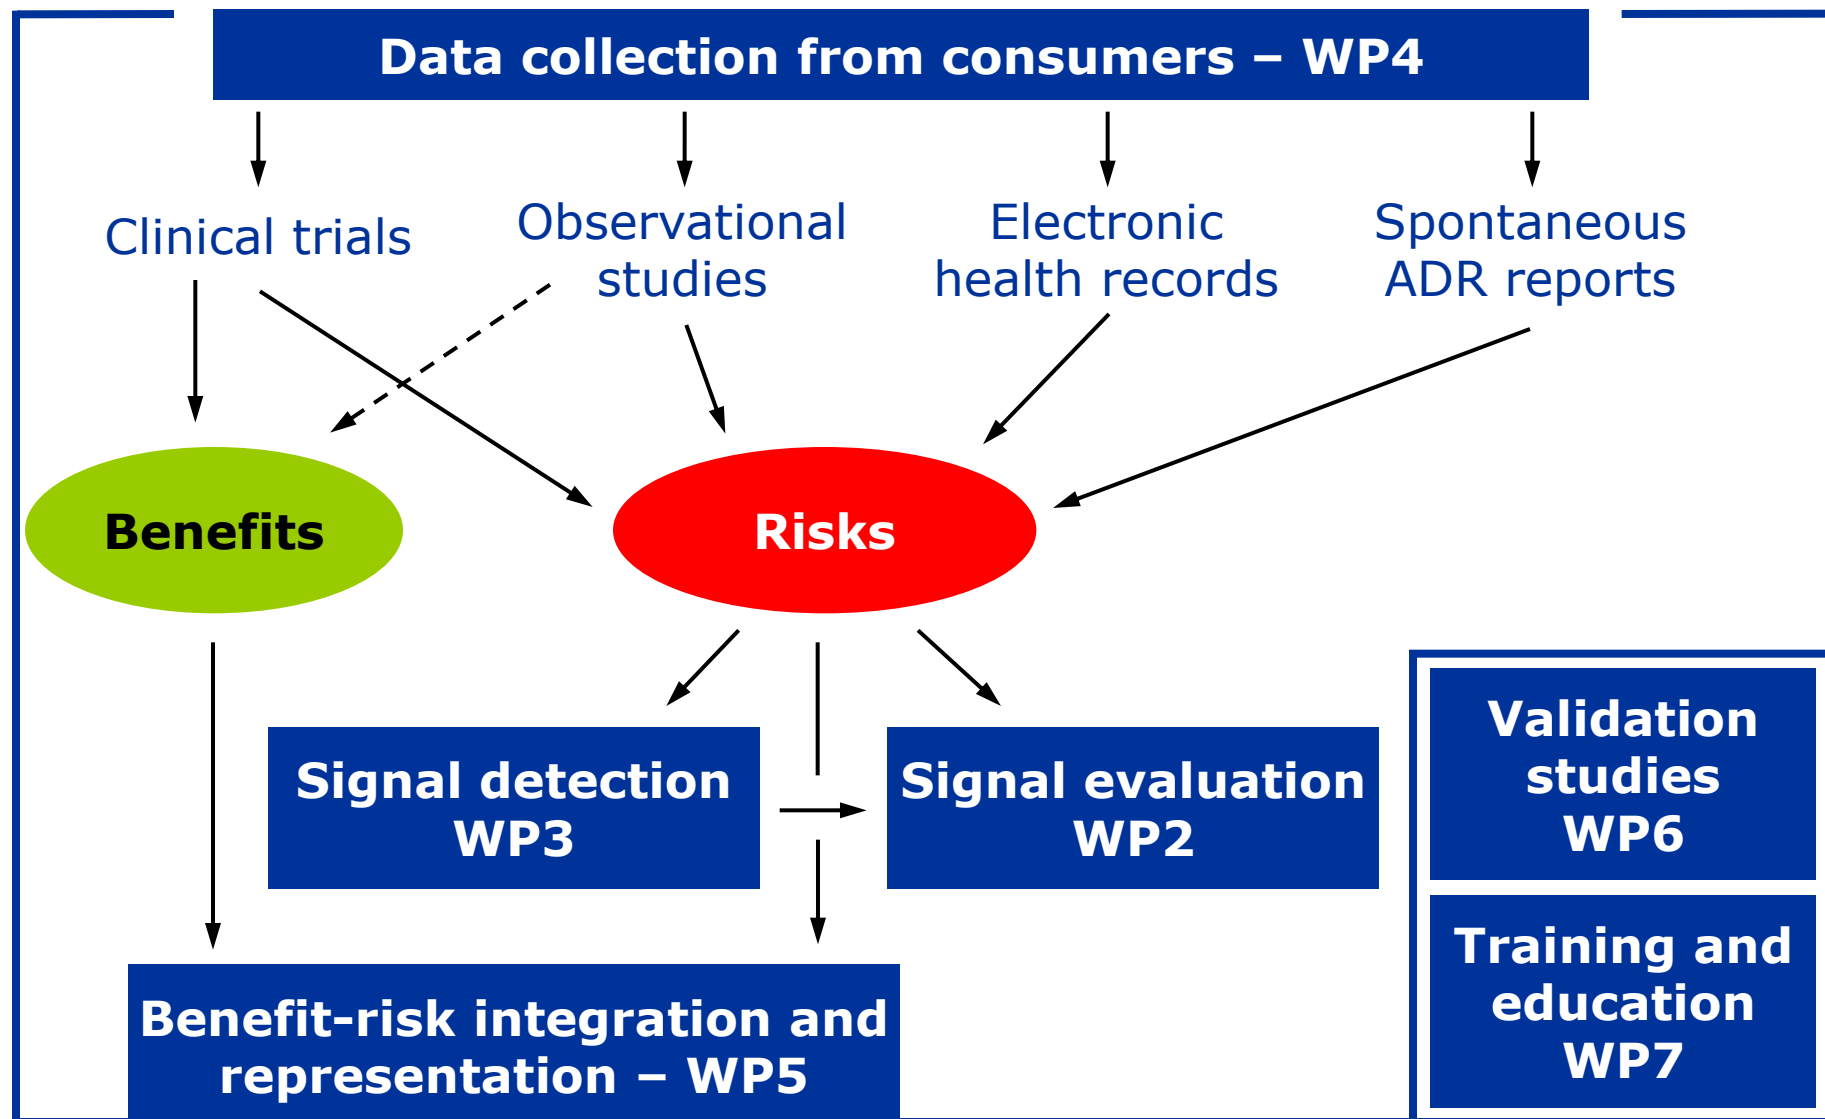 Data collection from consumers – WP4
Clinical trials
Observational
studies
Electronic
health records
Spontaneous
ADR reports
Benefits
Risks
Signal detection
WP3
Signal evaluation
WP2
Validation
studies
WP6
Training and
education
WP7
Benefit-risk integration and
representation – WP5